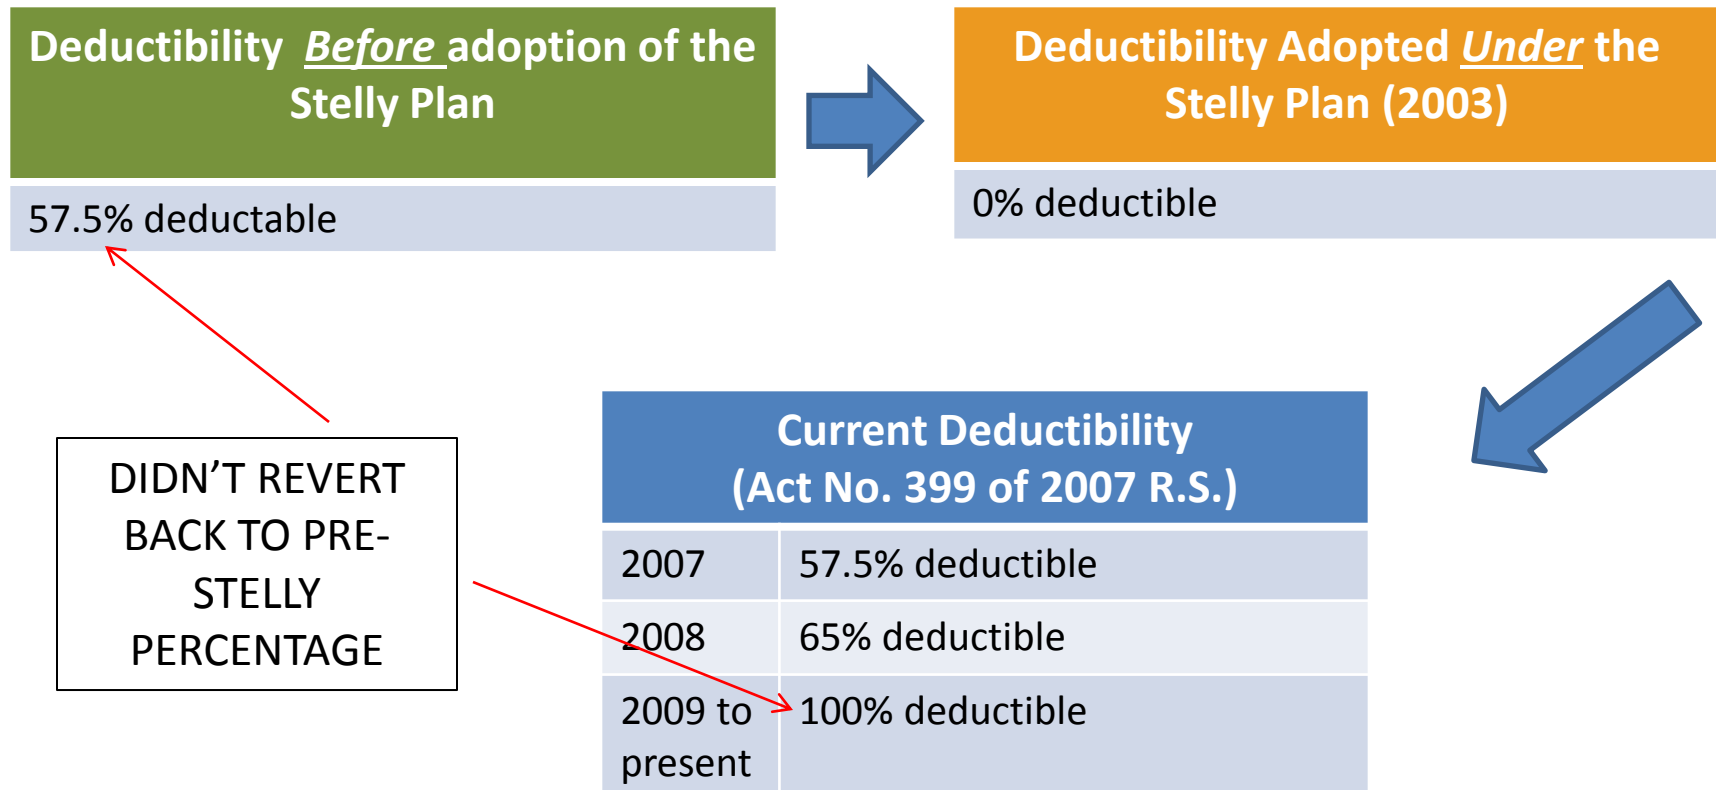 Deductibility Before adoption of the
Stelly Plan
57.5% deductable
Deductibility Adopted Under the
Stelly Plan (2003)
0% deductible
DIDN’T REVERT
BACK TO PRE-
STELLY
PERCENTAGE
Current Deductibility
(Act No. 399 of 2007 R.S.)
2007 57.5% deductible
2008 65% deductible
2009 to 100% deductible
present